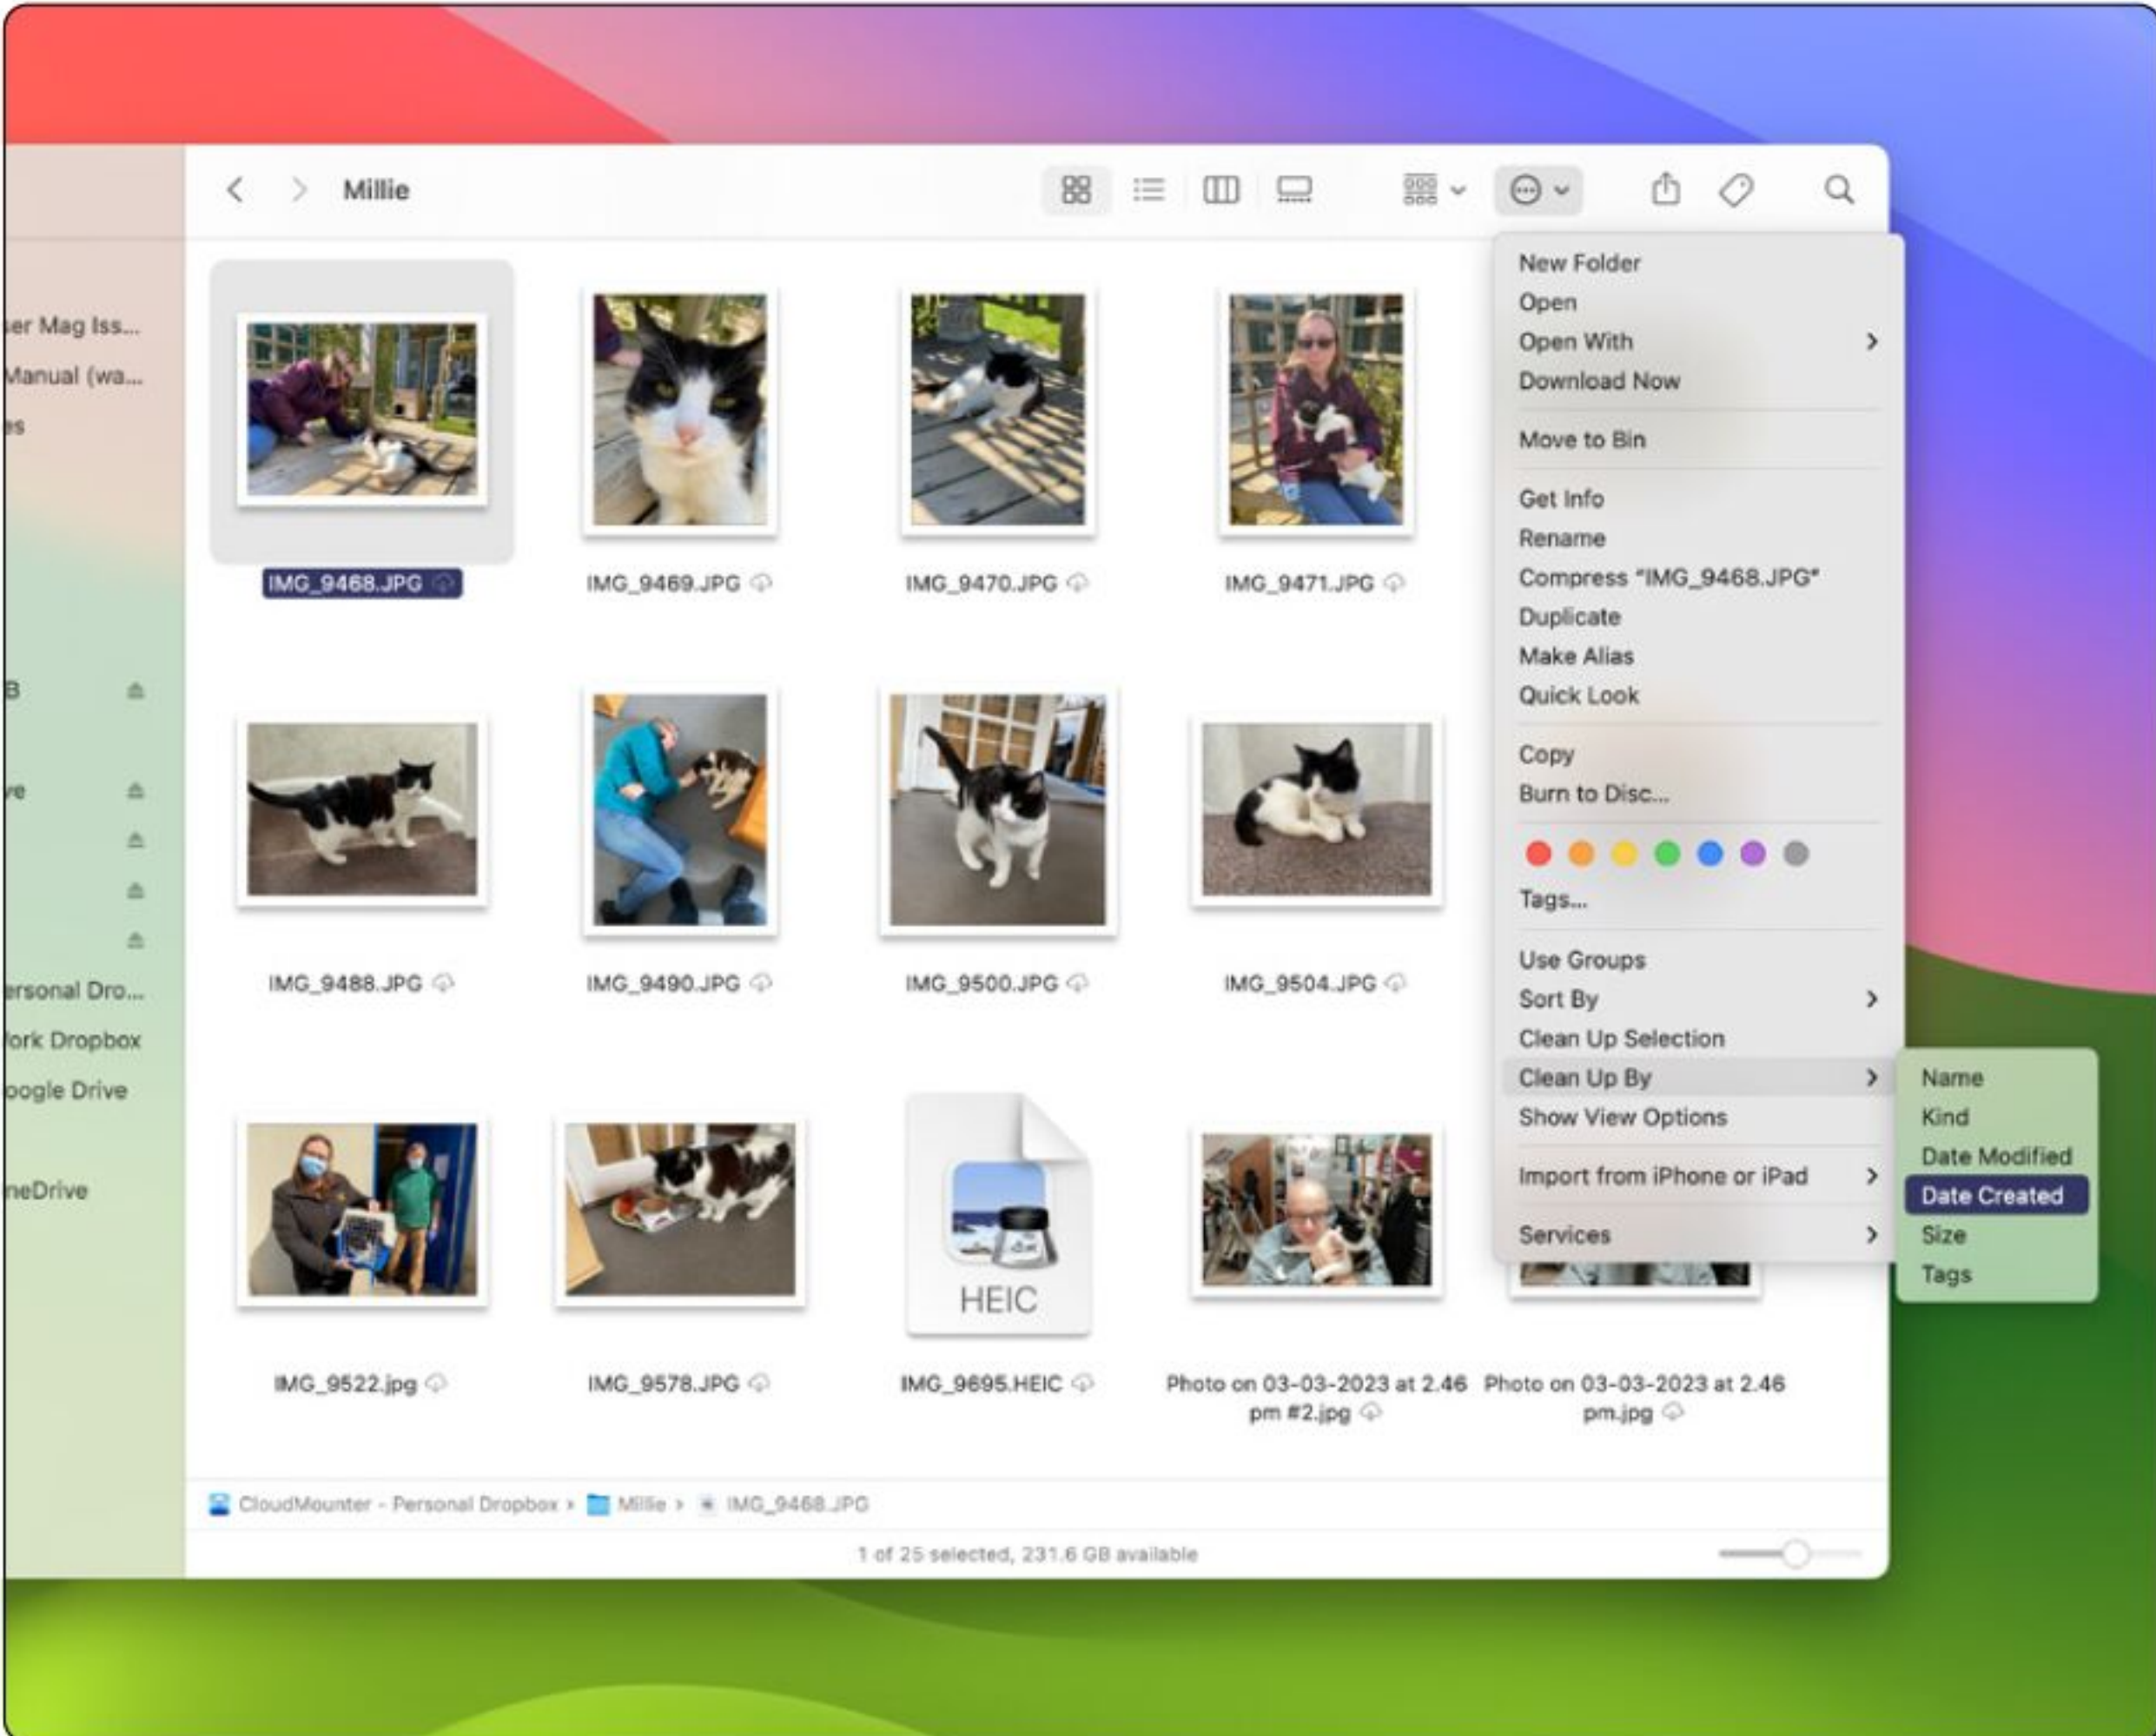 Millie
ser Mag Iss...
Manual (wa...
es
B
ve
ersonal Dro...
ork Dropbox
oogle Drive
neDrive
IMG_9468.JPG
IMG_9469.JPG
IMG_9470.JPG
IMG_9471.JPG
IMG_9488.JPG
IMG_9490.JPG
IMG_9500.JPG
IMG_9504.JPG
HEIC
IMG_9522.jpg
IMG_9578.JPG
IMG_9695.HEIC
Photo on 03-03-2023 at 2.46
pm #2.jpg
Photo on 03-03-2023 at 2.46
pm.jpg
New Folder
Open
Open With
Download Now
Move to Bin
Get Info
Rename
Compress “IMG_9468.JPG”
Duplicate
Make Alias
Quick Look
Copy
Burn to Disc...
Tags...
Use Groups
Sort By
Clean Up Selection
Clean Up By
Show View Options
Import from iPhone or iPad
Services
Name
Kind
Date Modified
Date Created
Size
Tags
CloudMounter - Personal Dropbox › Millie › IMG_9468.JPG
1 of 25 selected, 231.6 GB available